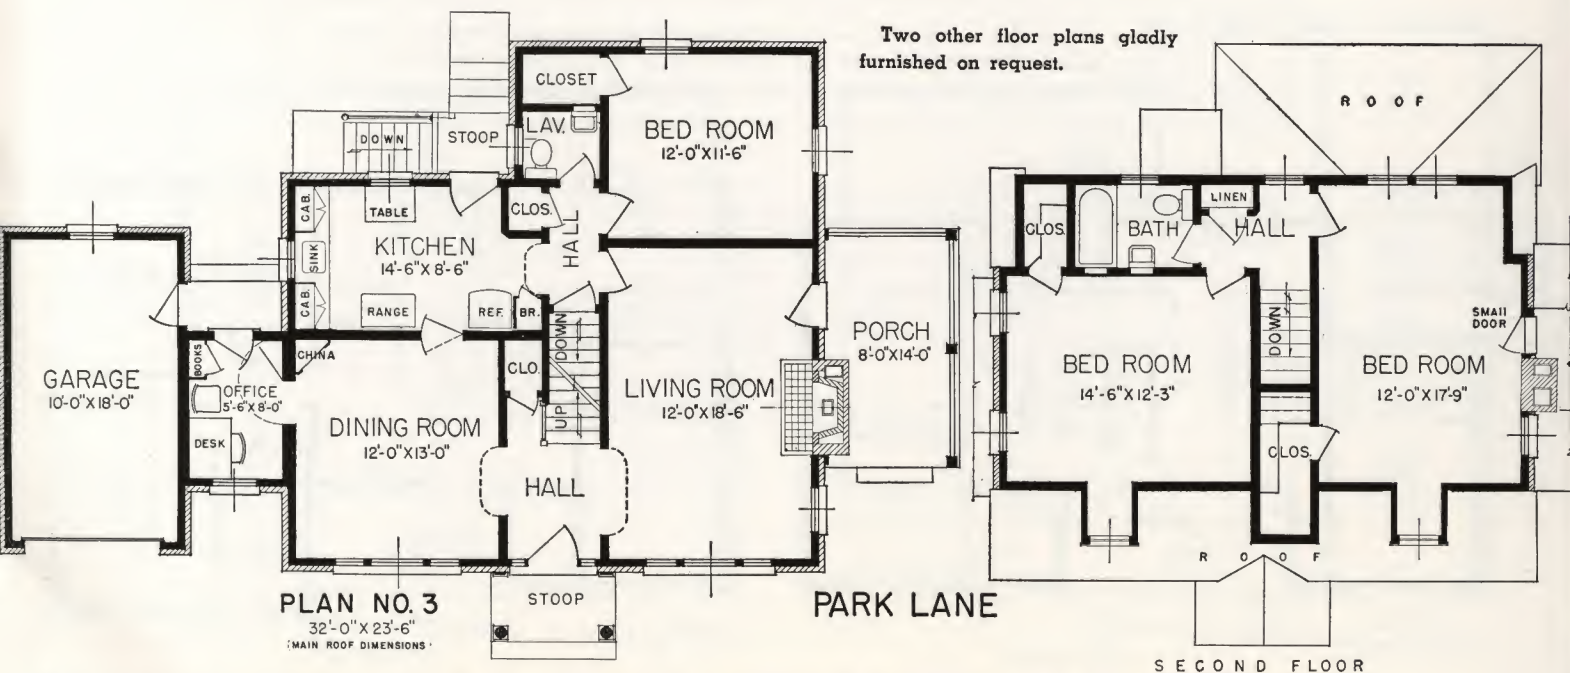 Two other floor plans gladly
furnished on request.
CLOSET
LAV.
BED ROOM
12'-0"X11'-6"
DOWN
STOOP
CAB.
TABLE
CLOS.
KITCHEN
14'-6"X8'-6"
SINK
HALL
CAB.
RANGE
REF.
BR.
GARAGE
10'-0"X18'-0"
BOOKS
OFFICE
5'-6"X8'-0"
DESK
CHINA
DINING ROOM
12'-0"X13'-0"
CLO.
DOWN
UP
HALL
LIVING ROOM
12'-0"X18'-6"
PORCH
8'-0"X14'-0"
STOOP
PLAN NO. 3
32'-0"X23'-6"
(MAIN ROOF DIMENSIONS)
PARK LANE
ROOF
CLOS.
BATH
LINEN
HALL
BED ROOM
14'-6"X12'-3"
DOWN
SMALL
DOOR
BED ROOM
12'-0"X17'-9"
CLOS.
ROOF
SECOND FLOOR